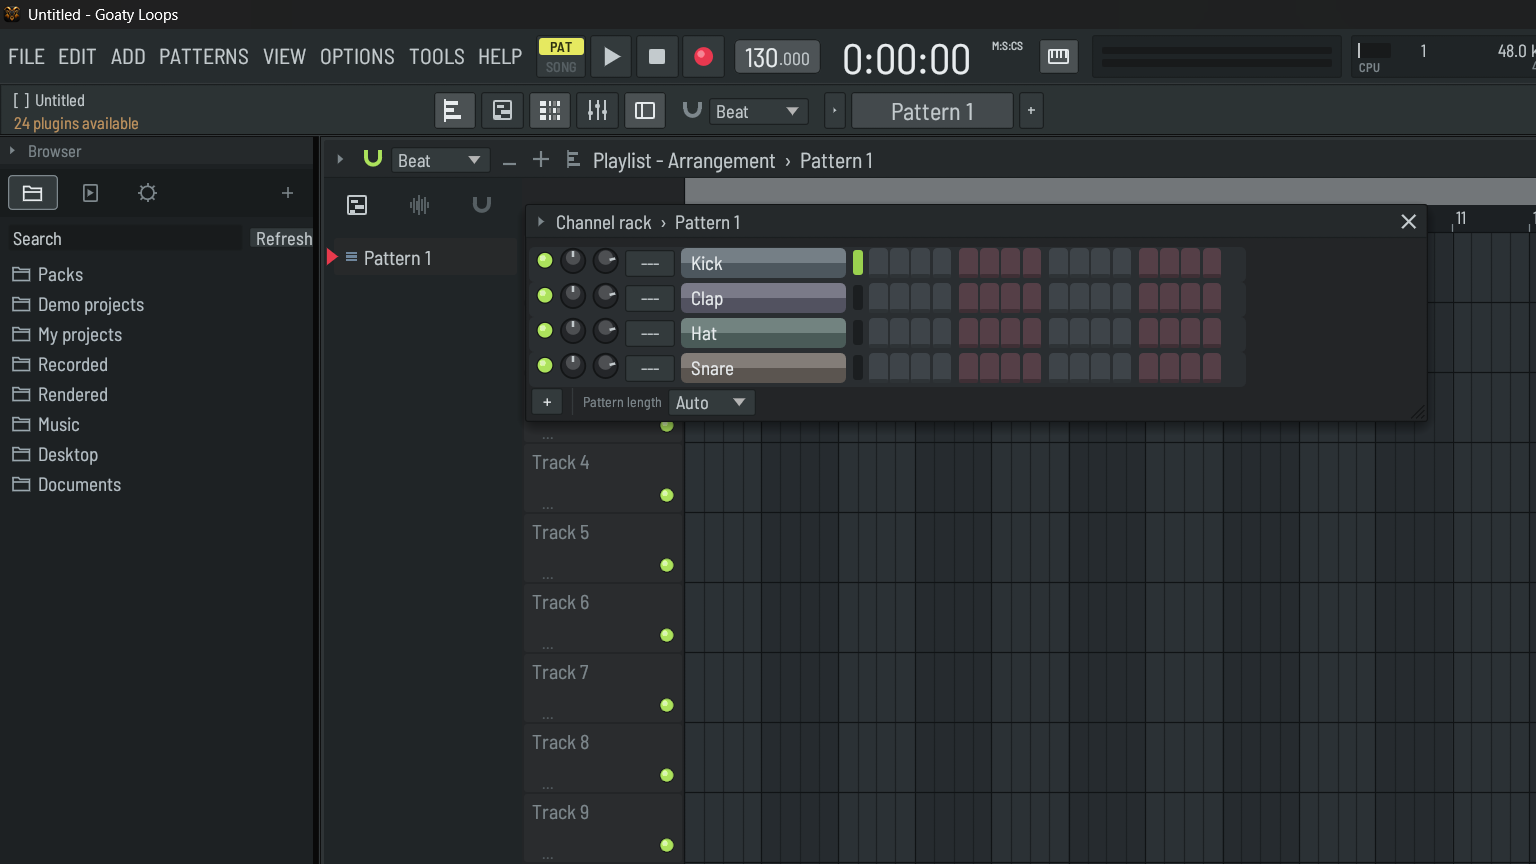 Untitled - Goaty Loops
FILE EDIT ADD PATTERNS VIEW OPTIONS TOOLS HELP
PAT
SONG
130.000
0:00:00
M:S:CS
CPU
1
48.0
[ ] Untitled
24 plugins available
Beat
Pattern 1
+
Browser
+
Search
Refresh
Packs
Demo projects
My projects
Recorded
Rendered
Music
Desktop
Documents
Beat
Playlist - Arrangement › Pattern 1
Pattern 1
11
Channel rack › Pattern 1
--- Kick
--- Clap
--- Hat
--- Snare
+ Pattern length Auto
...
Track 4
...
Track 5
...
Track 6
...
Track 7
...
Track 8
...
Track 9
...